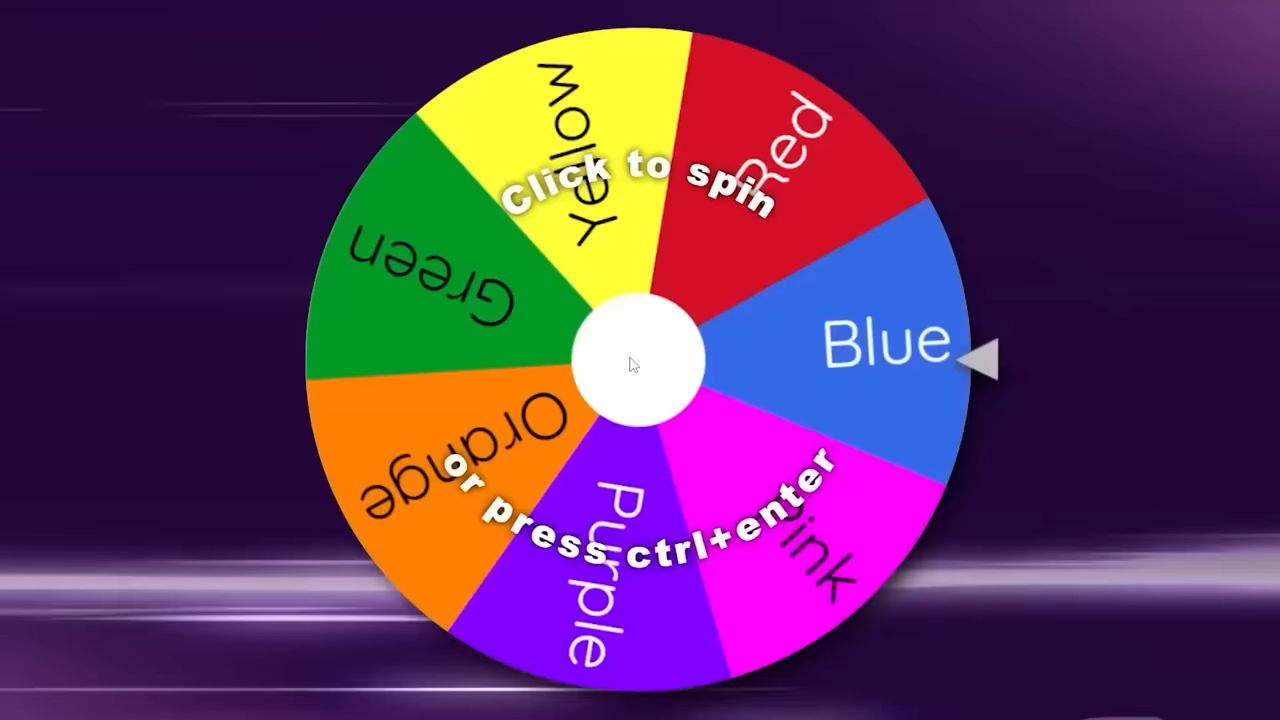 Yellow
Red
Click to spin
Green
Blue
Orange
Purple
Pink
or press ctrl+enter